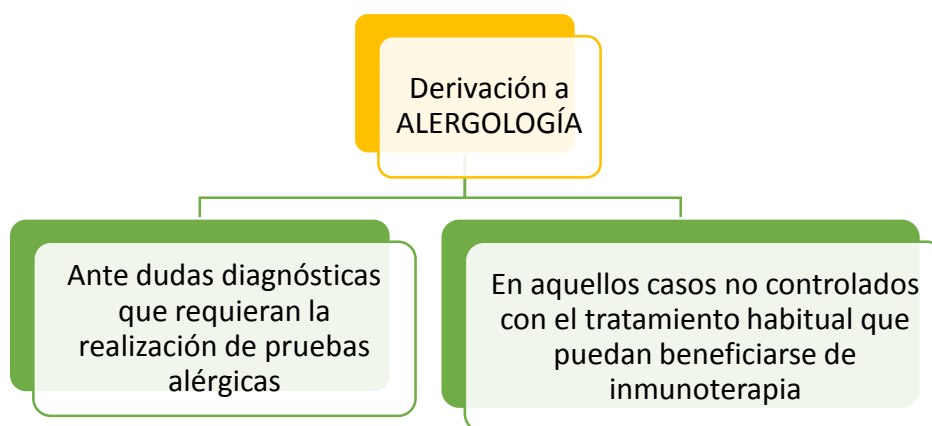 Derivación a
ALERGOLOGÍA
Ante dudas diagnósticas
que requieran la
realización de pruebas
alérgicas
En aquellos casos no controlados
con el tratamiento habitual que
puedan beneficiarse de
inmunoterapia